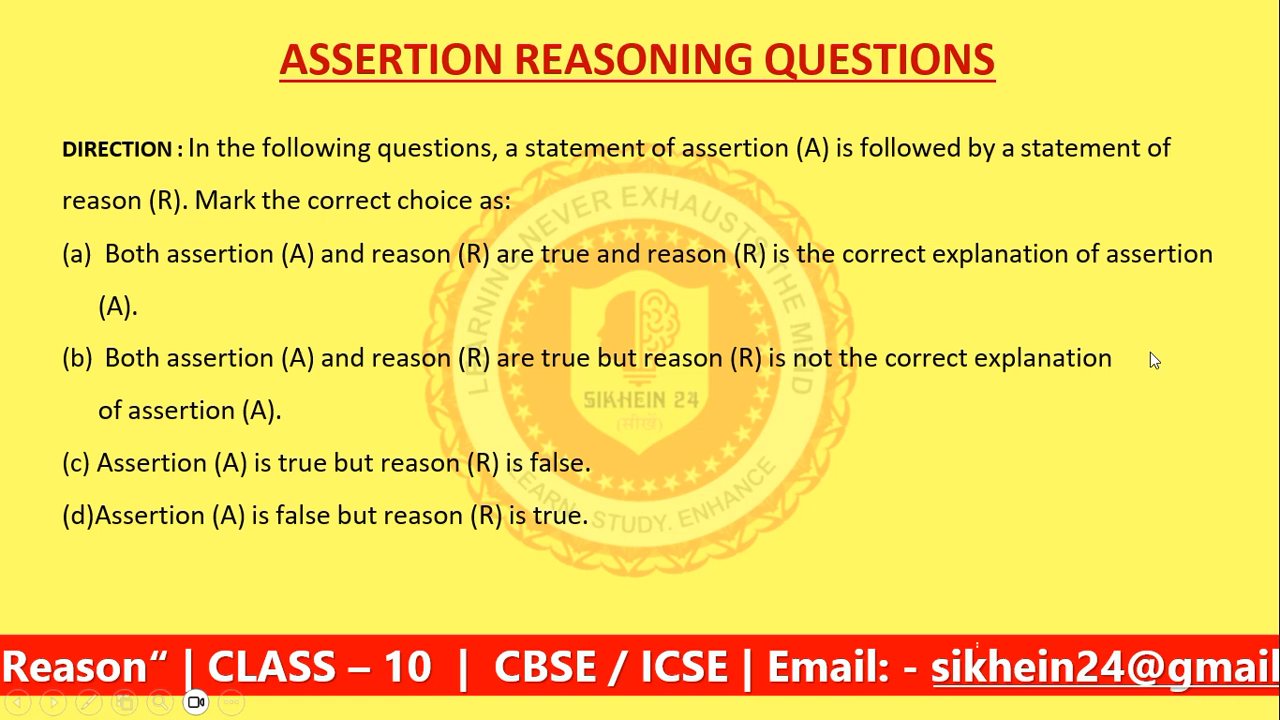 ASSERTION REASONING QUESTIONS
DIRECTION : In the following questions, a statement of assertion (A) is followed by a statement of
reason (R). Mark the correct choice as:
(a) Both assertion (A) and reason (R) are true and reason (R) is the correct explanation of assertion
(A).
(b) Both assertion (A) and reason (R) are true but reason (R) is not the correct explanation
of assertion (A).
(c) Assertion (A) is true but reason (R) is false.
(d)Assertion (A) is false but reason (R) is true.
LEARNING NEVER EXHAUSTS THE MIND
SIKHEIN 24
(सीखें)
LEARN. STUDY. ENHANCE
Reason“ | CLASS – 10 | CBSE / ICSE | Email: - sikhein24@gmail